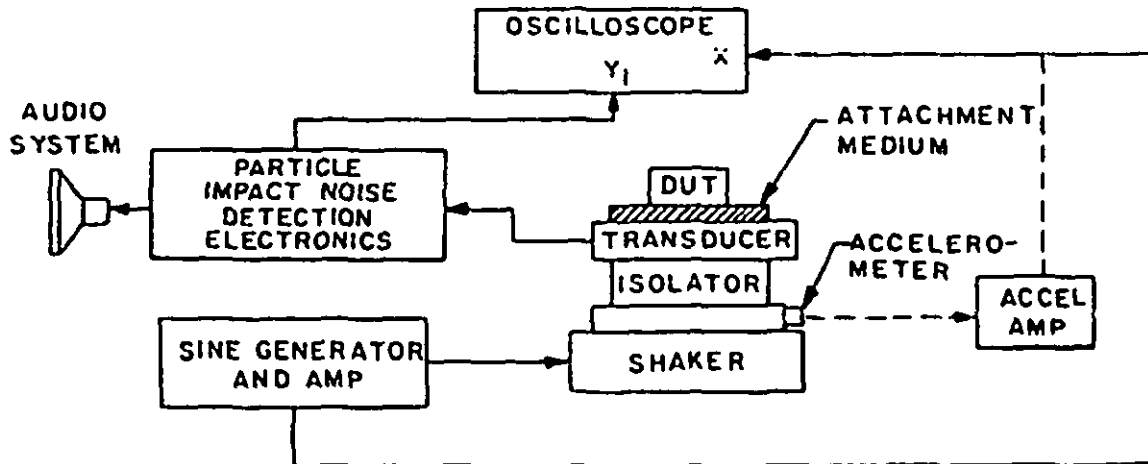 OSCILLOSCOPE
Ẍ
Y1
AUDIO
SYSTEM
PARTICLE
IMPACT NOISE
DETECTION
ELECTRONICS
ATTACHMENT
MEDIUM
DUT
TRANSDUCER
ACCELERO-
METER
ISOLATOR
ACCEL
AMP
SINE GENERATOR
AND AMP
SHAKER